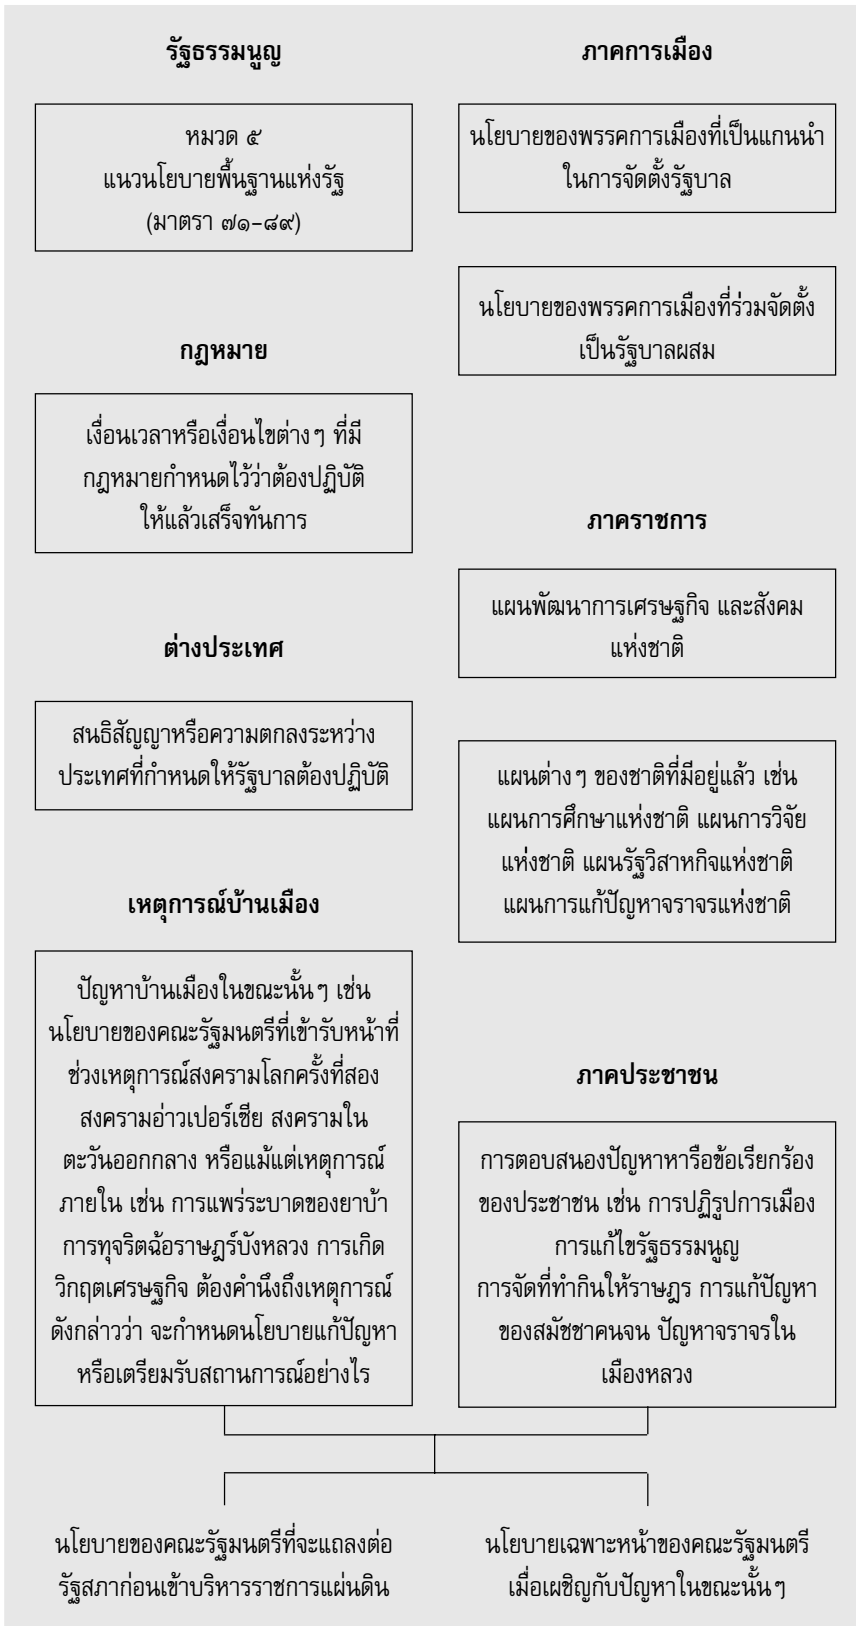 รัฐธรรมนูญ
หมวด ๕
แนวนโยบายพื้นฐานแห่งรัฐ
(มาตรา ๗๑-๘๙)
กฎหมาย
เงื่อนเวลาหรือเงื่อนไขต่างๆ ที่มี
กฎหมายกำหนดไว้ว่าต้องปฏิบัติ
ให้แล้วเสร็จทันการ
ต่างประเทศ
สนธิสัญญาหรือความตกลงระหว่าง
ประเทศที่กำหนดให้รัฐบาลต้องปฏิบัติ
เหตุการณ์บ้านเมือง
ปัญหาบ้านเมืองในขณะนั้นๆ เช่น
นโยบายของคณะรัฐมนตรีที่เข้ารับหน้าที่
ช่วงเหตุการณ์สงครามโลกครั้งที่สอง
สงครามอ่าวเปอร์เซีย สงครามใน
ตะวันออกกลาง หรือแม้แต่เหตุการณ์
ภายใน เช่น การแพร่ระบาดของยาบ้า
การทุจริตฉ้อราษฎร์บังหลวง การเกิด
วิกฤตเศรษฐกิจ ต้องคำนึงถึงเหตุการณ์
ดังกล่าวว่า จะกำหนดนโยบายแก้ปัญหา
หรือเตรียมรับสถานการณ์อย่างไร
ภาคการเมือง
นโยบายของพรรคการเมืองที่เป็นแกนนำ
ในการจัดตั้งรัฐบาล
นโยบายของพรรคการเมืองที่ร่วมจัดตั้ง
เป็นรัฐบาลผสม
ภาคราชการ
แผนพัฒนาการเศรษฐกิจ และสังคม
แห่งชาติ
แผนต่างๆ ของชาติที่มีอยู่แล้ว เช่น
แผนการศึกษาแห่งชาติ แผนการวิจัย
แห่งชาติ แผนรัฐวิสาหกิจแห่งชาติ
แผนการแก้ปัญหาจราจรแห่งชาติ
ภาคประชาชน
การตอบสนองปัญหาหารือข้อเรียกร้อง
ของประชาชน เช่น การปฏิรูปการเมือง
การแก้ไขรัฐธรรมนูญ
การจัดที่ทำกินให้ราษฎร การแก้ปัญหา
ของสมัชชาคนจน ปัญหาจราจรใน
เมืองหลวง
นโยบายของคณะรัฐมนตรีที่จะแถลงต่อ
รัฐสภาก่อนเข้าบริหารราชการแผ่นดิน
นโยบายเฉพาะหน้าของคณะรัฐมนตรี
เมื่อเผชิญกับปัญหาในขณะนั้นๆ